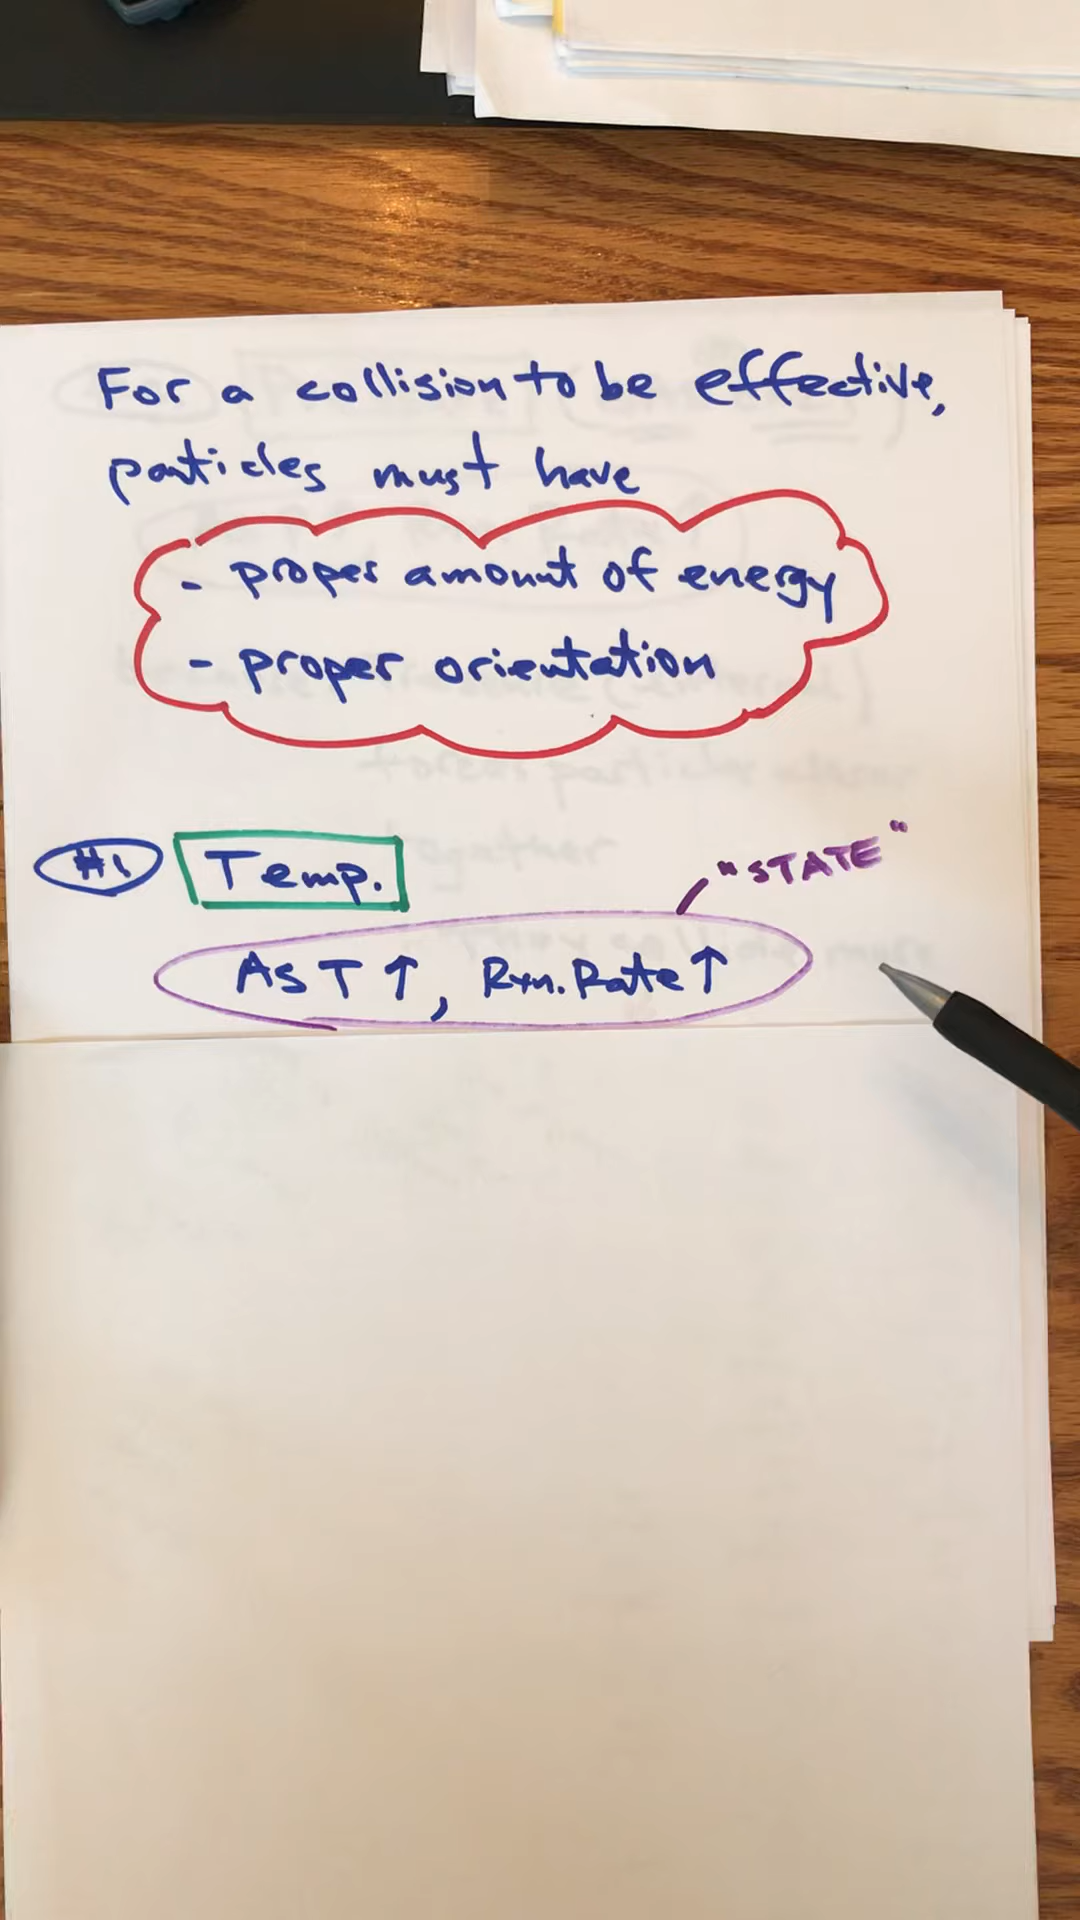 For a collision to be effective,
particles must have
- proper amount of energy
- proper orientation
#1 Temp.
"STATE"
As T ↑, Rxn. Rate ↑